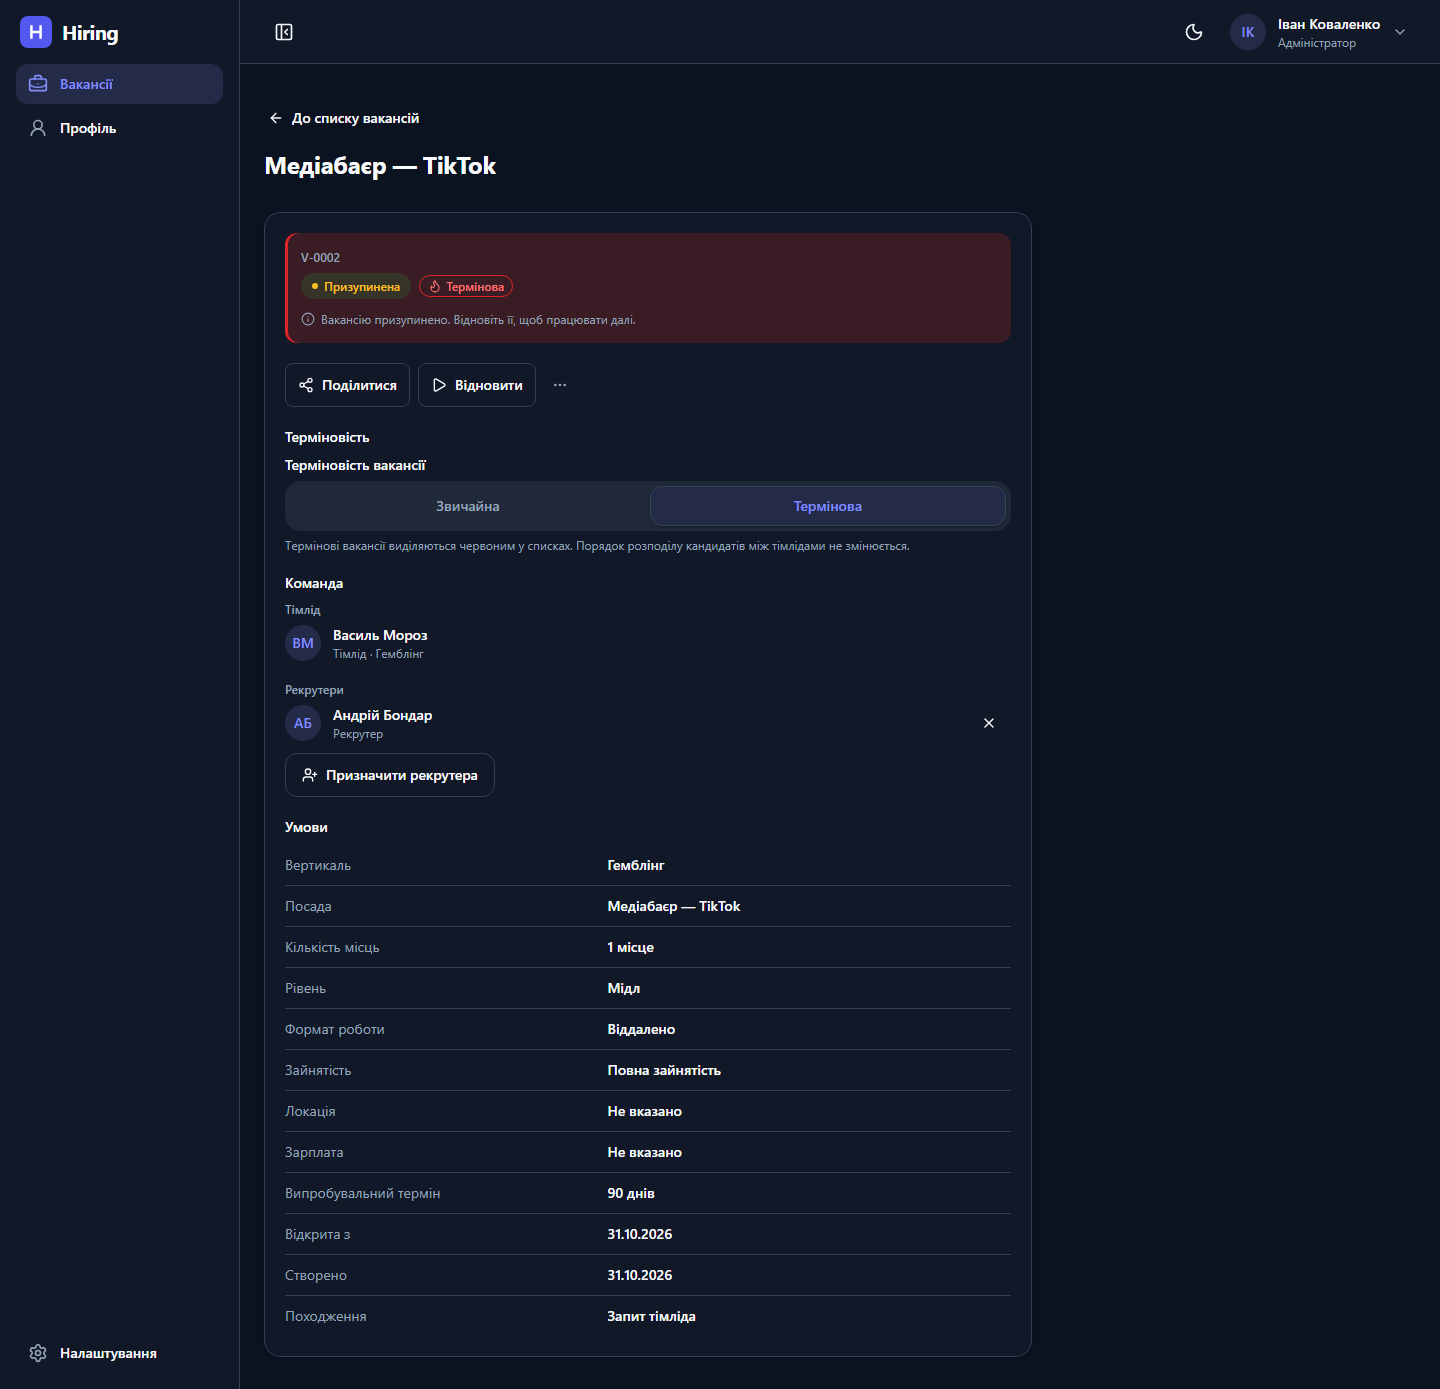 H Hiring
Вакансії
Профіль
Налаштування
ІК
Іван Коваленко
Адміністратор
До списку вакансій
Медіабаєр — TikTok
V-0002
Призупинена
Термінова
Вакансію призупинено. Відновіть її, щоб працювати далі.
Поділитися
Відновити
Терміновість
Терміновість вакансії
Звичайна
Термінова
Термінові вакансії виділяються червоним у списках. Порядок розподілу кандидатів між тімлідами не змінюється.
Команда
Тімлід
ВМ
Василь Мороз
Тімлід · Гемблінг
Рекрутери
АБ
Андрій Бондар
Рекрутер
Призначити рекрутера
Умови
Вертикаль Гемблінг
Посада Медіабаєр — TikTok
Кількість місць 1 місце
Рівень Мідл
Формат роботи Віддалено
Зайнятість Повна зайнятість
Локація Не вказано
Зарплата Не вказано
Випробувальний термін 90 днів
Відкрита з 31.10.2026
Створено 31.10.2026
Походження Запит тімліда